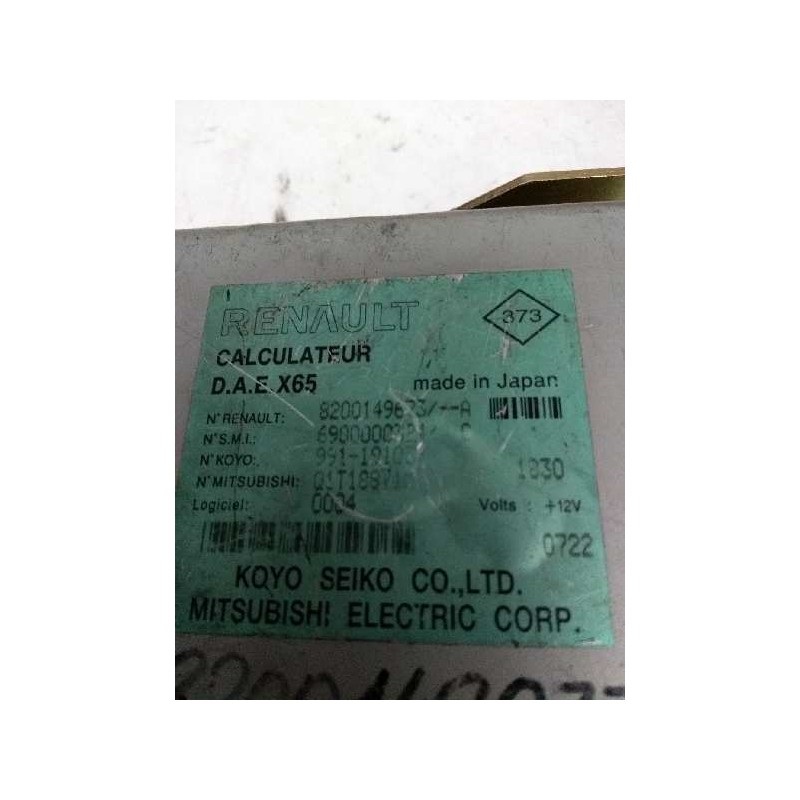 RENAULT
373
CALCULATEUR
D.A.E.X65
made in Japan
N°RENAULT: 8200149673/--A
N°S.M.I.:
N°KOYO:
1830
N°MITSUBISHI:
Logiciel: 0004
Volts : +12V
0722
KOYO SEIKO CO.,LTD.
MITSUBISHI ELECTRIC CORP.